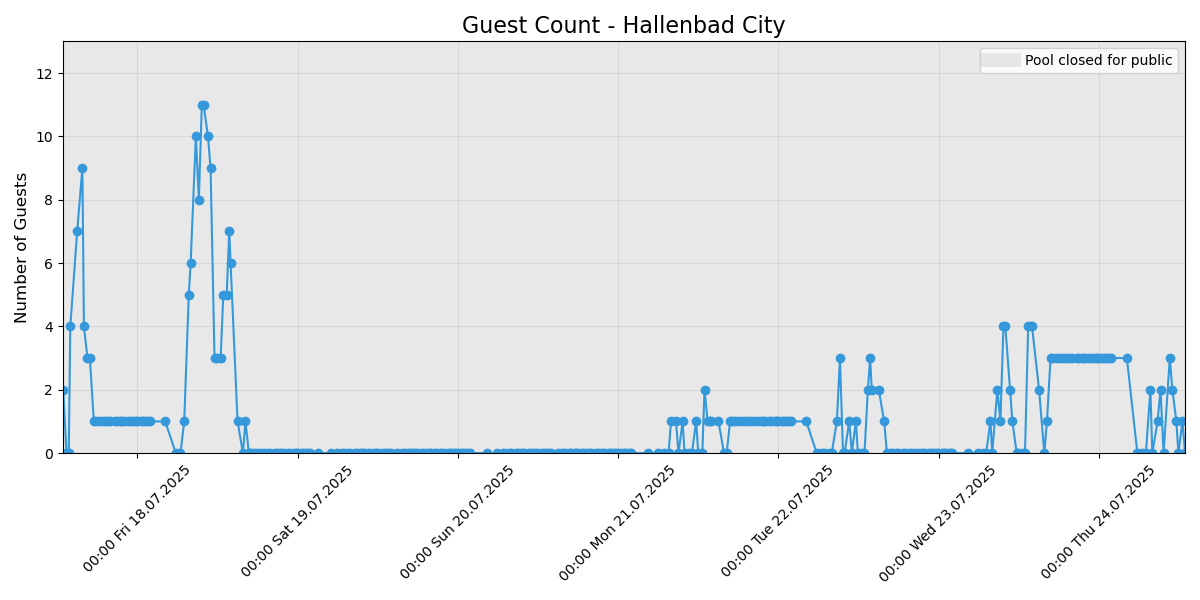 Guest Count - Hallenbad City
Pool closed for public
Number of Guests
12
10
8
6
4
2
0
00:00 Fri 18.07.2025
00:00 Sat 19.07.2025
00:00 Sun 20.07.2025
00:00 Mon 21.07.2025
00:00 Tue 22.07.2025
00:00 Wed 23.07.2025
00:00 Thu 24.07.2025